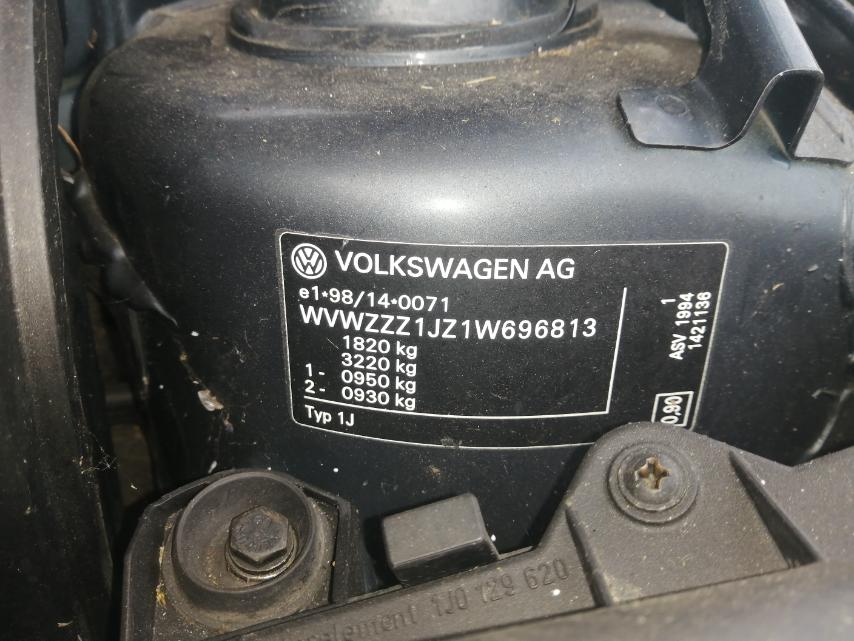 VOLKSWAGEN AG
e1*98/14*0071
WVWZZZ1JZ1W696813
1820 kg
3220 kg
1 - 0950 kg
2 - 0930 kg
Typ 1J
1
ASV 1994
1421136
0,90
1J0 129 620